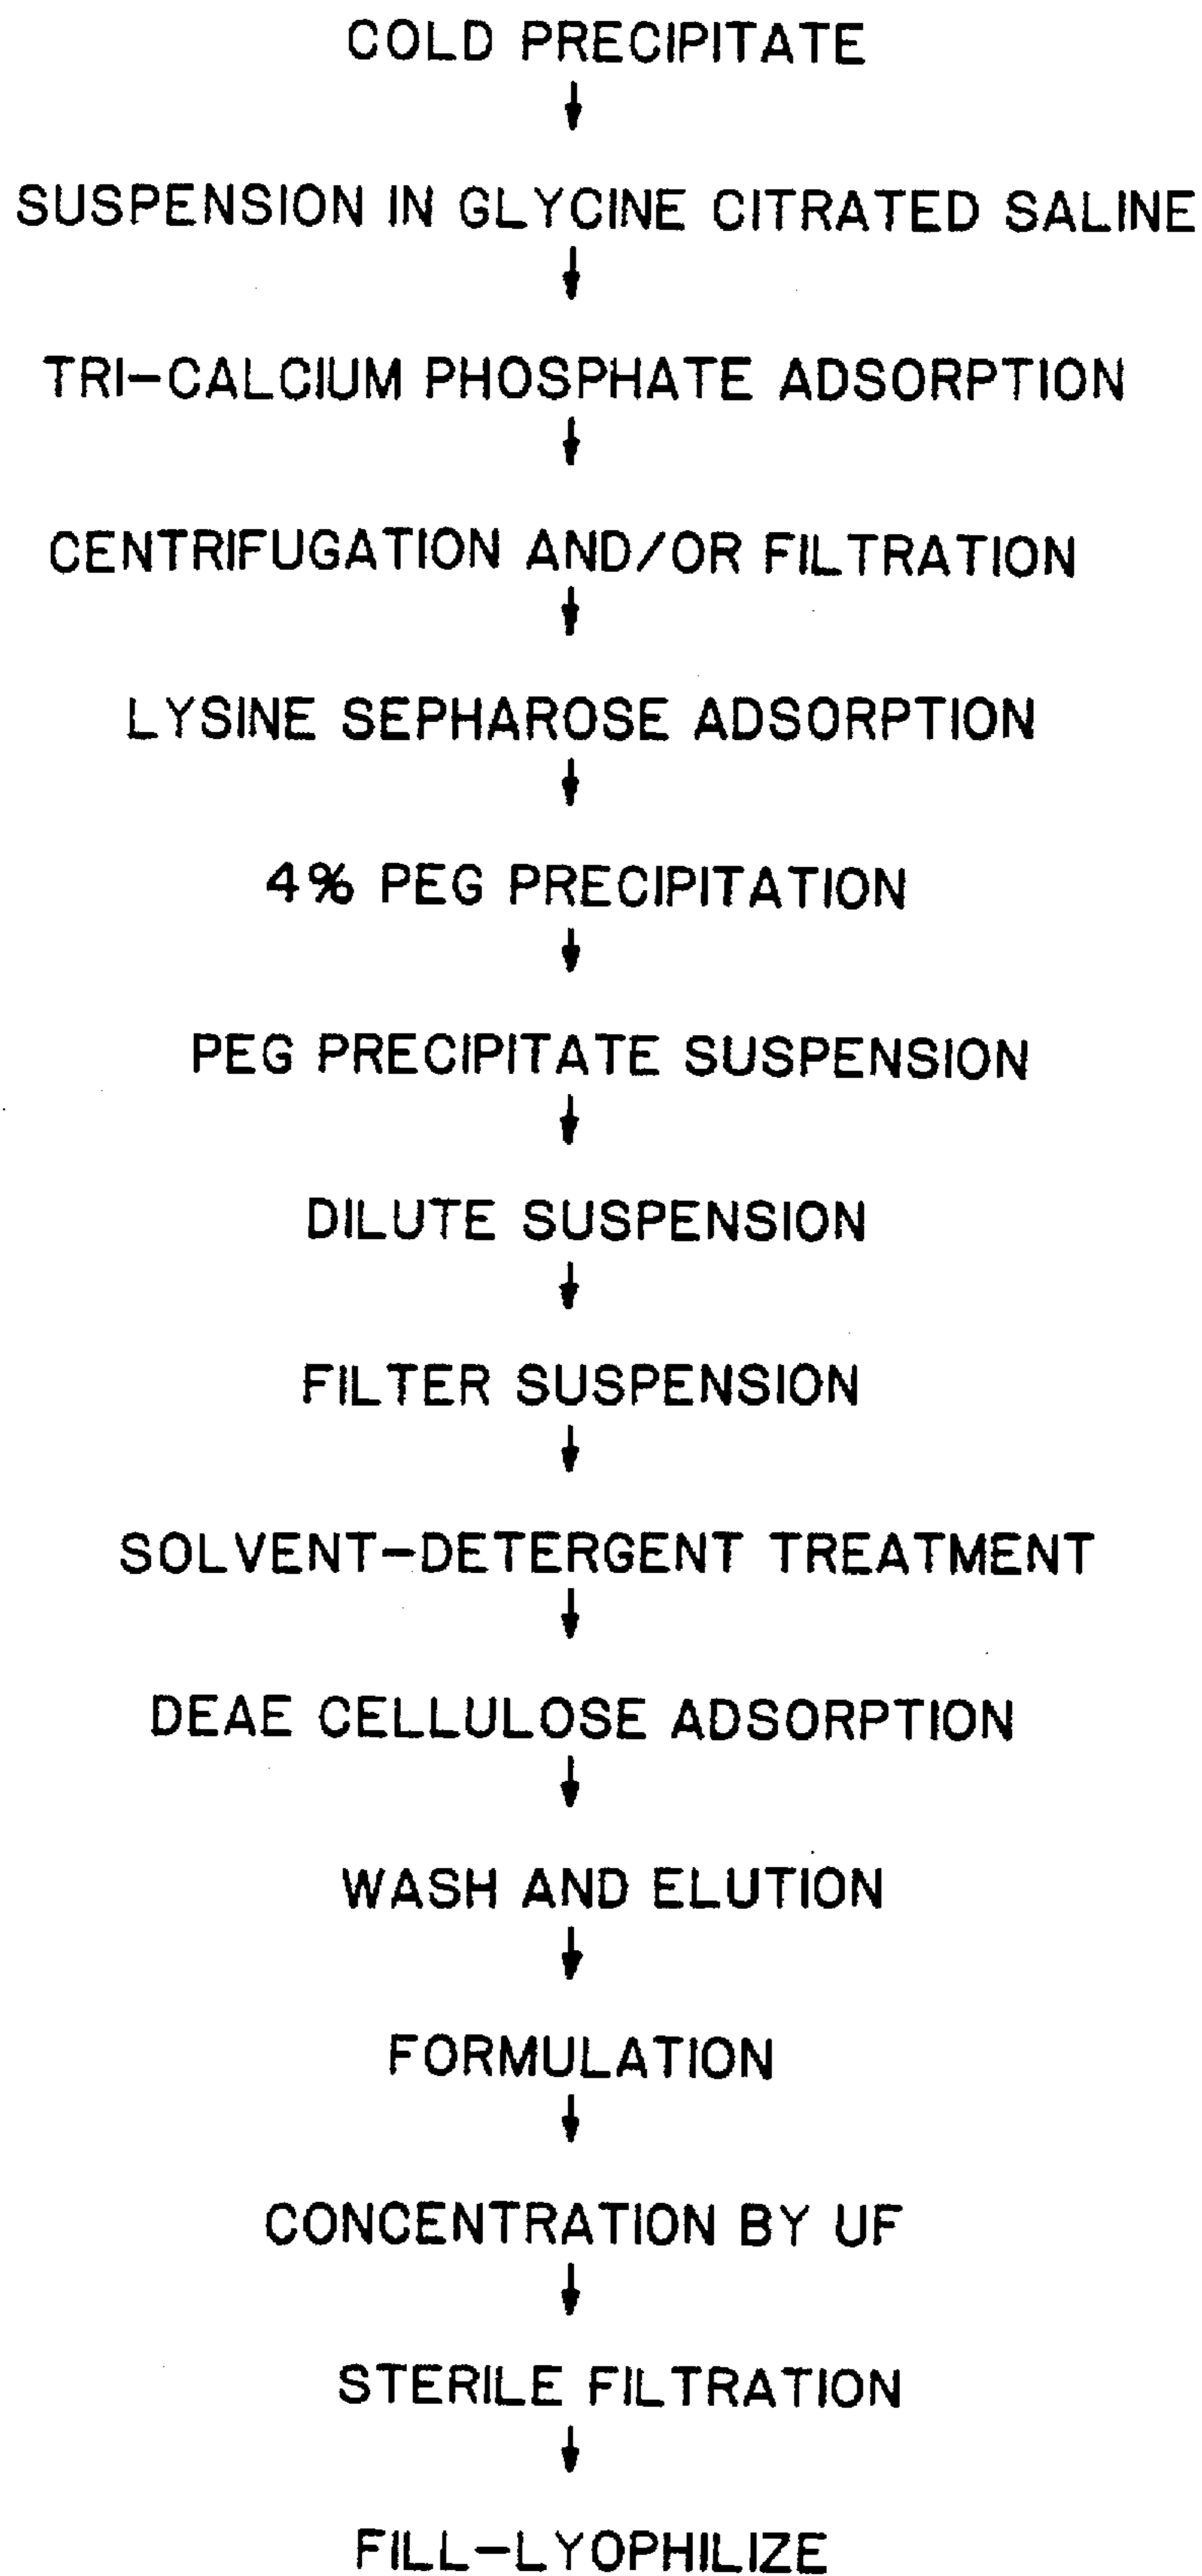 COLD PRECIPITATE
SUSPENSION IN GLYCINE CITRATED SALINE
TRI-CALCIUM PHOSPHATE ADSORPTION
CENTRIFUGATION AND/OR FILTRATION
LYSINE SEPHAROSE ADSORPTION
4% PEG PRECIPITATION
PEG PRECIPITATE SUSPENSION
DILUTE SUSPENSION
FILTER SUSPENSION
SOLVENT-DETERGENT TREATMENT
DEAE CELLULOSE ADSORPTION
WASH AND ELUTION
FORMULATION
CONCENTRATION BY UF
STERILE FILTRATION
FILL-LYOPHILIZE